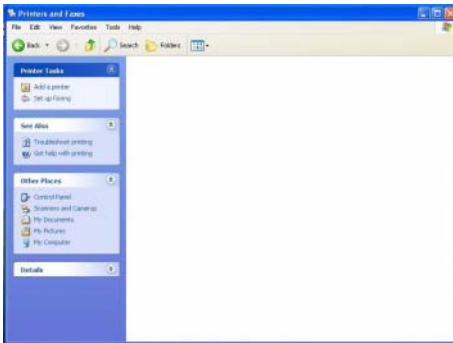 Printers and Faxes
File Edit View Favorites Tools Help
Back Search Folders
Printer Tasks
Add a printer
Set up faxing
See Also
Troubleshoot printing
Get help with printing
Other Places
Control Panel
Scanners and Cameras
My Documents
My Pictures
My Computer
Details